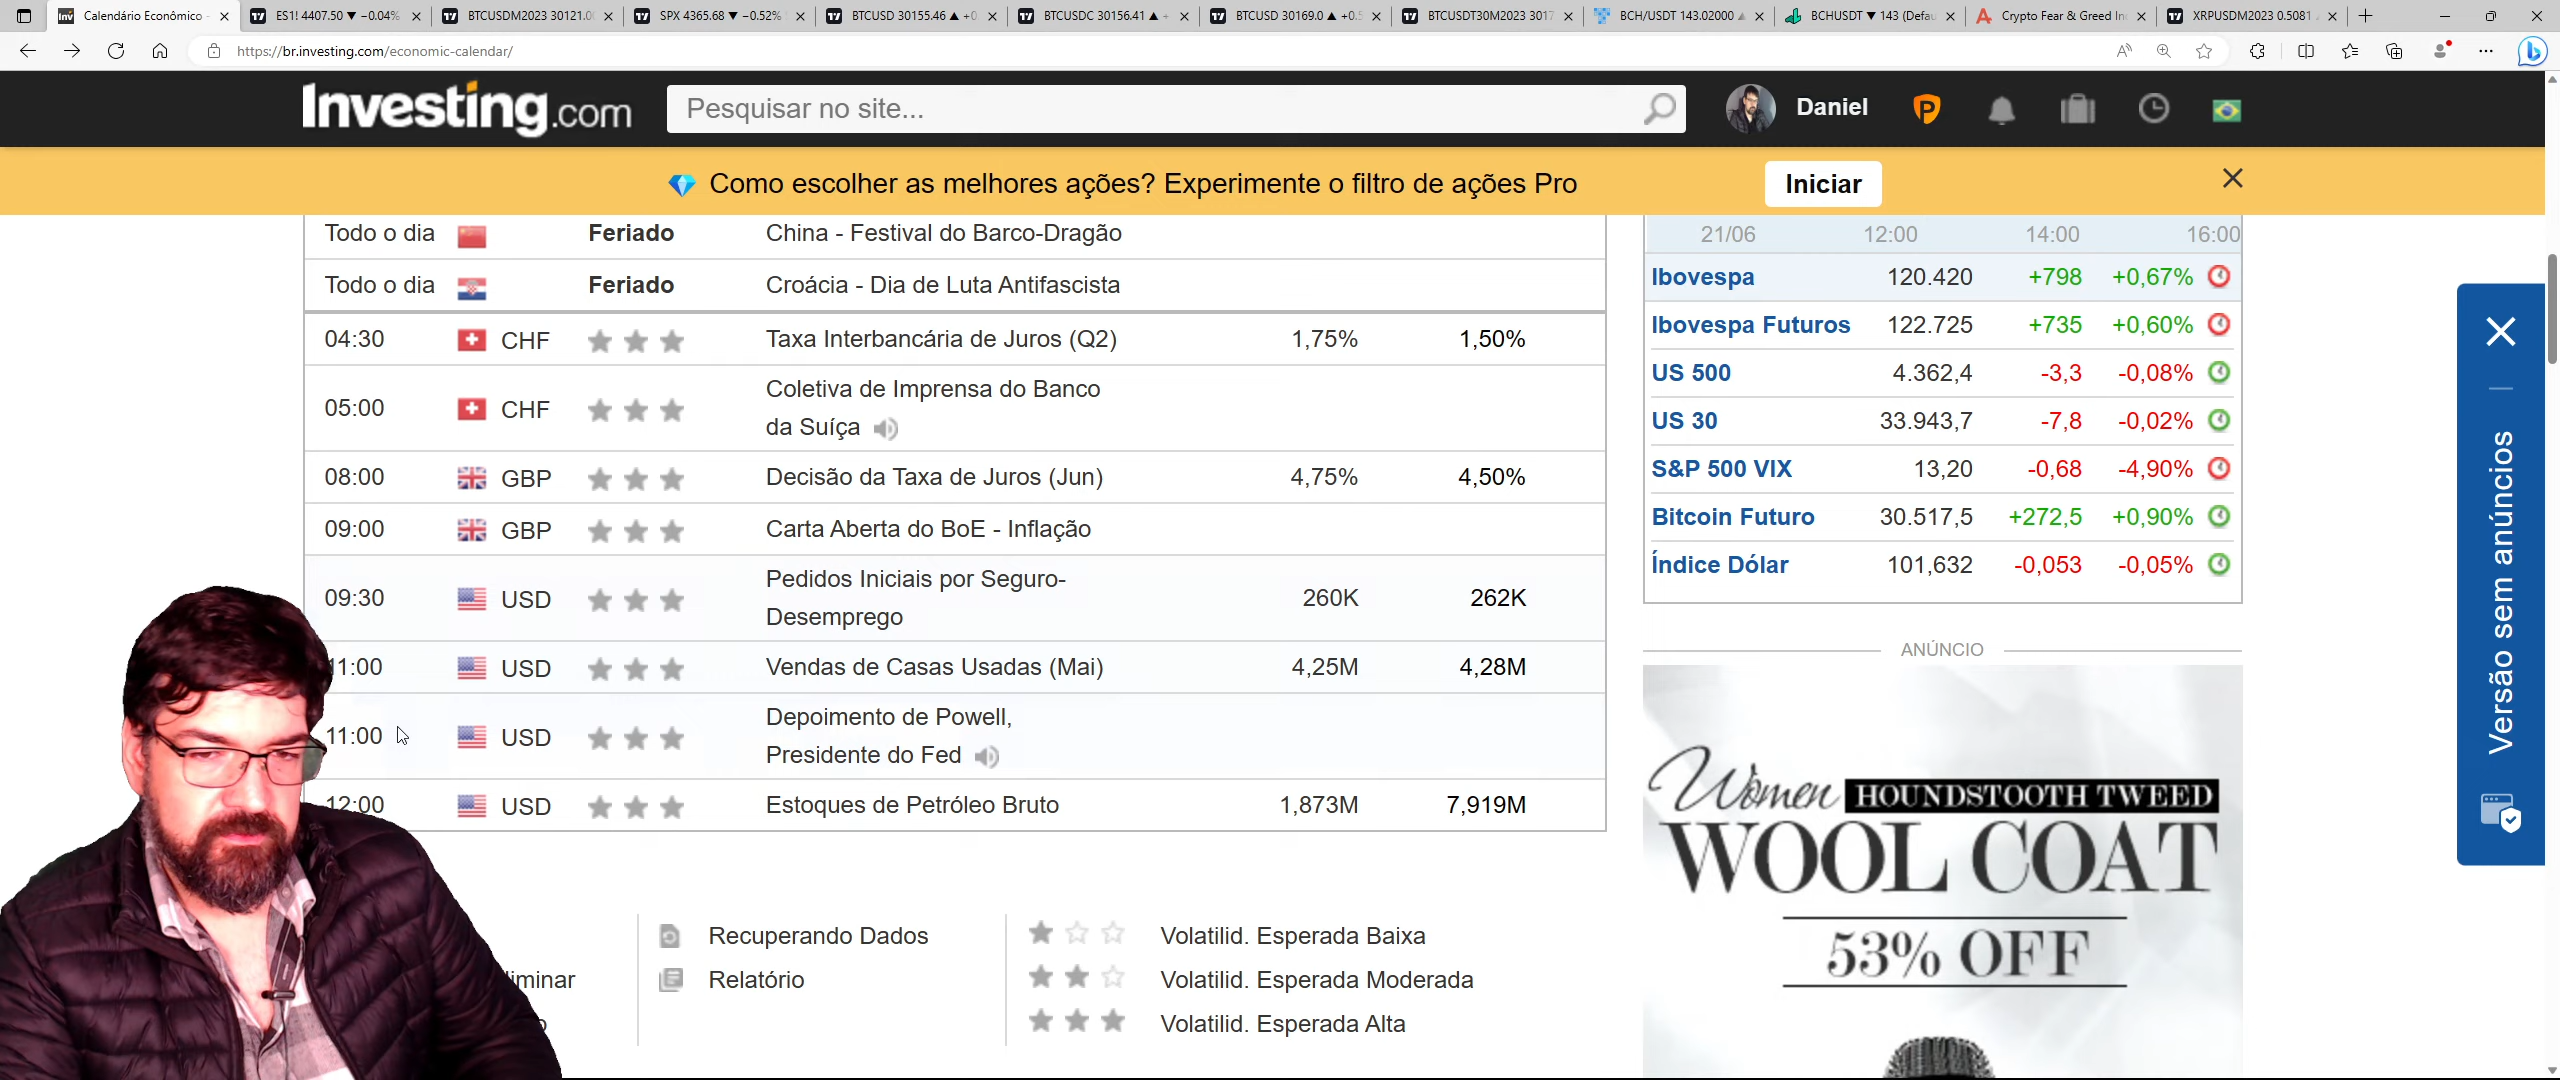 Calendário Econômico -
ES1! 4407.50 ▼ −0.04%
BTCUSDM2023 30121.0
SPX 4365.68 ▼ −0.52%
BTCUSD 30155.46 ▲ +0
BTCUSDC 30156.41 ▲ +
BTCUSD 30169.0 ▲ +0.5
BTCUSDT30M2023 3017
BCH/USDT 143.02000 ▲
BCHUSDT ▼ 143 (Defau
Crypto Fear & Greed In
XRPUSDM2023 0.5081
https://br.investing.com/economic-calendar/
Investing.com
Pesquisar no site...
Daniel
Como escolher as melhores ações? Experimente o filtro de ações Pro
Iniciar
Todo o dia Feriado China - Festival do Barco-Dragão
Todo o dia Feriado Croácia - Dia de Luta Antifascista
04:30 CHF Taxa Interbancária de Juros (Q2) 1,75% 1,50%
05:00 CHF Coletiva de Imprensa do Banco
da Suíça
08:00 GBP Decisão da Taxa de Juros (Jun) 4,75% 4,50%
09:00 GBP Carta Aberta do BoE - Inflação
09:30 USD Pedidos Iniciais por Seguro- 260K 262K
Desemprego
11:00 USD Vendas de Casas Usadas (Mai) 4,25M 4,28M
11:00 USD Depoimento de Powell,
Presidente do Fed
12:00 USD Estoques de Petróleo Bruto 1,873M 7,919M
liminar
Recuperando Dados
Relatório
Volatilid. Esperada Baixa
Volatilid. Esperada Moderada
Volatilid. Esperada Alta
21/06 12:00 14:00 16:00
Ibovespa 120.420 +798 +0,67%
Ibovespa Futuros 122.725 +735 +0,60%
US 500 4.362,4 -3,3 -0,08%
US 30 33.943,7 -7,8 -0,02%
S&P 500 VIX 13,20 -0,68 -4,90%
Bitcoin Futuro 30.517,5 +272,5 +0,90%
Índice Dólar 101,632 -0,053 -0,05%
ANÚNCIO
Women HOUNDSTOOTH TWEED
WOOL COAT
53% OFF
Versão sem anúncios